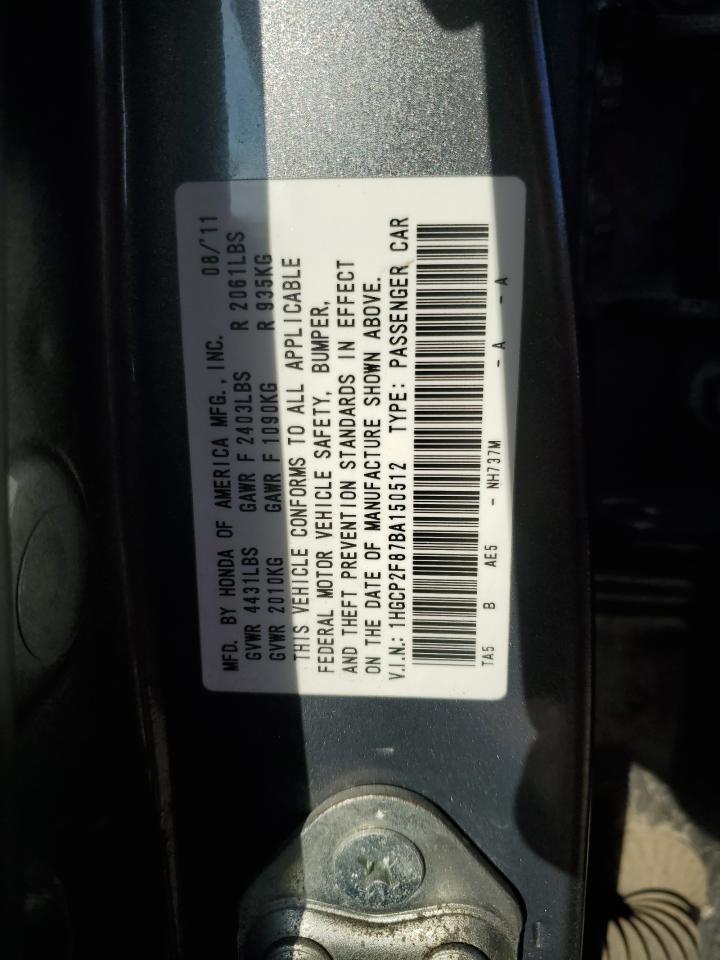 MFD. BY HONDA OF AMERICA MFG., INC. 08/'11
GVWR 4431LBS GAWR F 2403LBS R 2061LBS
GVWR 2010KG GAWR F 1090KG R 935KG
THIS VEHICLE CONFORMS TO ALL APPLICABLE
FEDERAL MOTOR VEHICLE SAFETY, BUMPER,
AND THEFT PREVENTION STANDARDS IN EFFECT
ON THE DATE OF MANUFACTURE SHOWN ABOVE.
V.I.N.: 1HGCP2F87BA150512 TYPE: PASSENGER CAR
TA5 B AE5 - NH737M - A - A